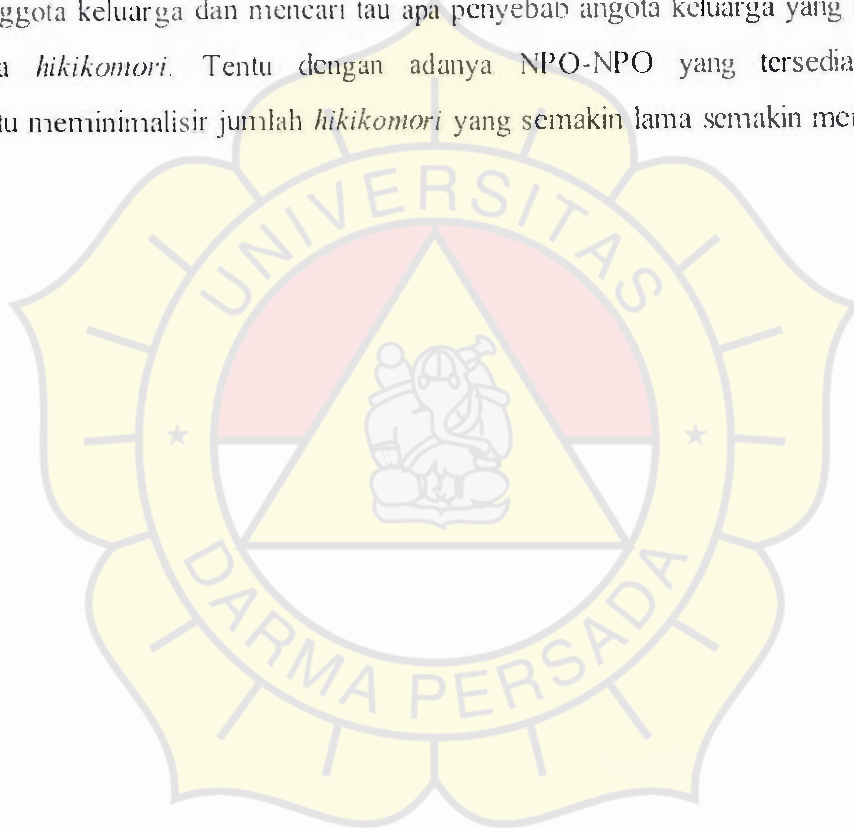 ggota keluarga dan mencari tau apa penyebab angota keluarga yang
a hikikomori. Tentu dengan adanya NPO-NPO yang tersedia
tu meminimalisir jumlah hikikomori yang semakin lama semakin
UNIVERSITAS
DARMA PERSADA